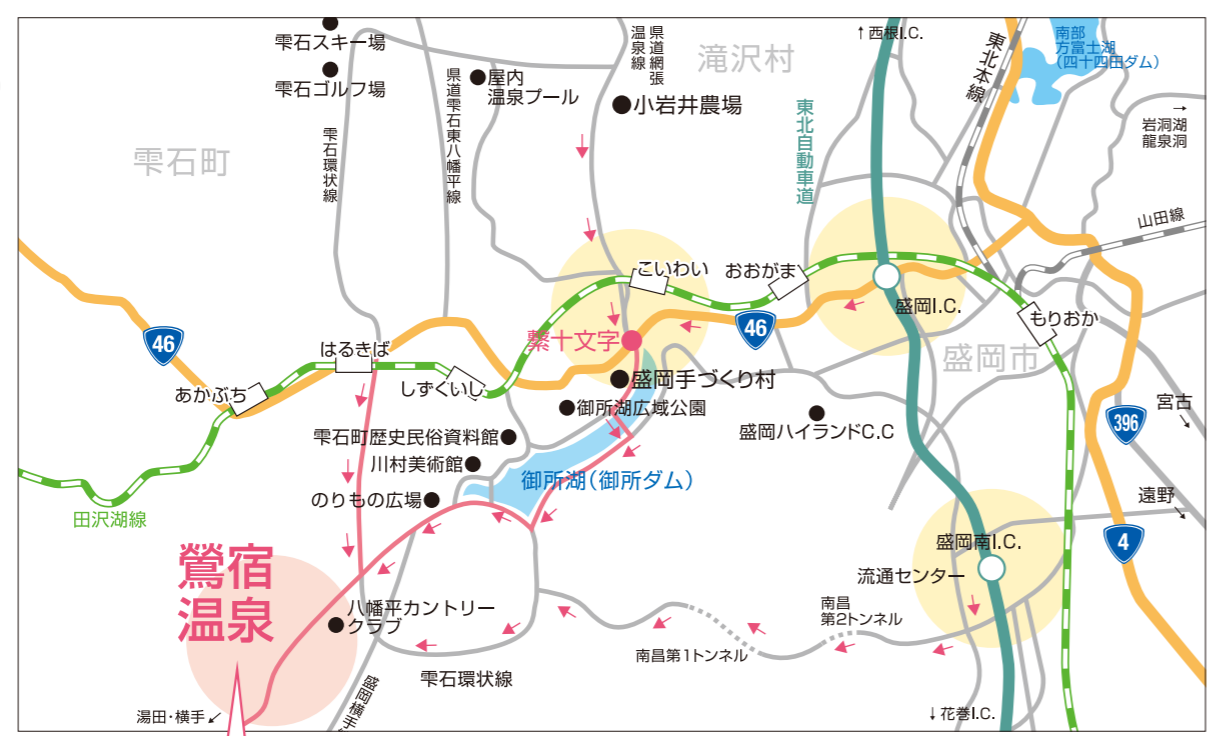 雫石スキー場
雫石ゴルフ場
屋内
温泉プール
県道網張
温泉線
小岩井農場
滝沢村
↑西根I.C.
東北本線
南部
方富士湖
(四十四田ダム)
→
岩洞湖
龍泉洞
雫石町
雫石環状線
県道雫石東八幡平線
東北自動車道
山田線
こいわい
おおがま
盛岡I.C.
もりおか
盛岡市
46
46
繋十文字
はるきば
あかぶち
しずくいし
盛岡手づくり村
御所湖広域公園
盛岡ハイランドC.C
宮古
396
雫石町歴史民俗資料館
川村美術館
のりもの広場
御所湖(御所ダム)
遠野
田沢湖線
4
盛岡南I.C.
流通センター
鶯宿
温泉
八幡平カントリー
クラブ
南昌
第2トンネル
南昌第1トンネル
雫石環状線
盛岡横手
湯田・横手↙
↓花巻I.C.